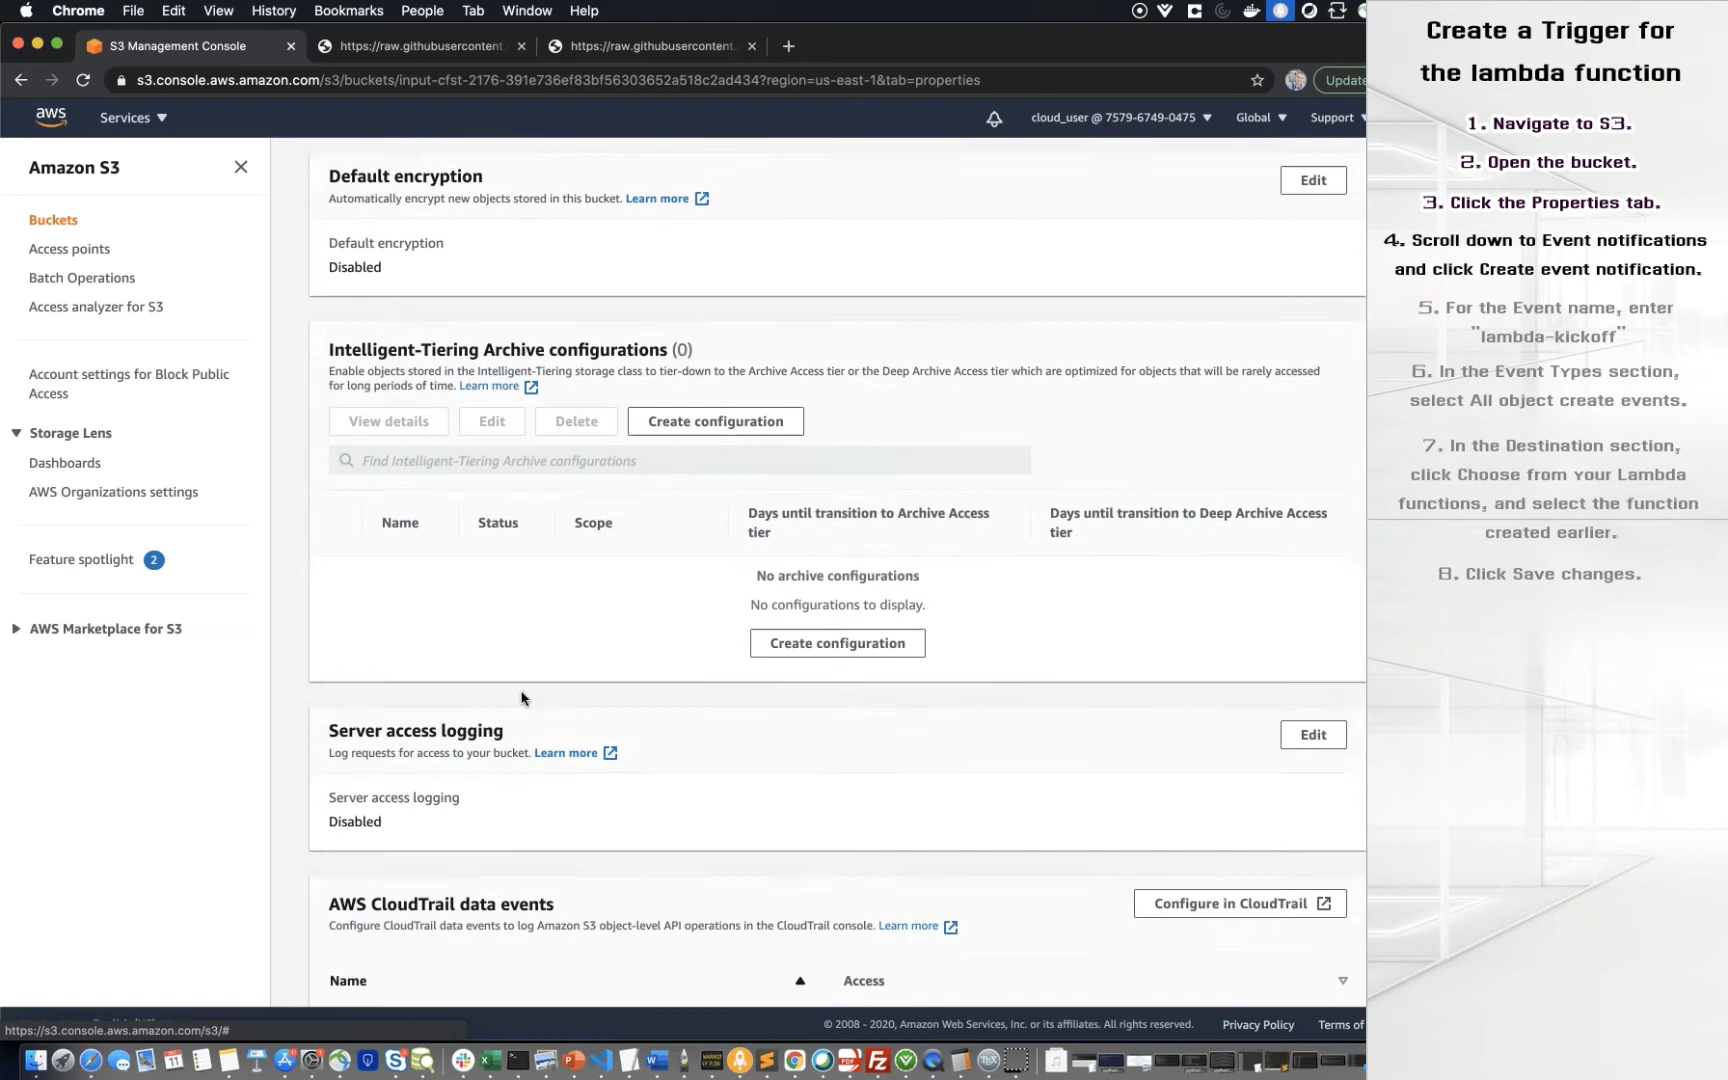 Chrome File Edit View History Bookmarks People Tab Window Help
S3 Management Console
https://raw.githubusercontent.
https://raw.githubusercontent.
s3.console.aws.amazon.com/s3/buckets/input-cfst-2176-391e736ef83bf56303652a518c2ad434?region=us-east-1&tab=properties
Update
aws
Services
cloud_user @ 7579-6749-0475
Global
Support
Amazon S3
Buckets
Access points
Batch Operations
Access analyzer for S3
Account settings for Block Public
Access
Storage Lens
Dashboards
AWS Organizations settings
Feature spotlight 2
AWS Marketplace for S3
Default encryption
Edit
Automatically encrypt new objects stored in this bucket. Learn more
Default encryption
Disabled
Intelligent-Tiering Archive configurations (0)
Enable objects stored in the Intelligent-Tiering storage class to tier-down to the Archive Access tier or the Deep Archive Access tier which are optimized for objects that will be rarely accessed
for long periods of time. Learn more
View details
Edit
Delete
Create configuration
Find Intelligent-Tiering Archive configurations
Name
Status
Scope
Days until transition to Archive Access
tier
Days until transition to Deep Archive Access
tier
No archive configurations
No configurations to display.
Create configuration
Server access logging
Edit
Log requests for access to your bucket. Learn more
Server access logging
Disabled
AWS CloudTrail data events
Configure in CloudTrail
Configure CloudTrail data events to log Amazon S3 object-level API operations in the CloudTrail console. Learn more
Name
Access
https://s3.console.aws.amazon.com/s3/#
© 2008 - 2020, Amazon Web Services, Inc. or its affiliates. All rights reserved.
Privacy Policy
Terms of
Create a Trigger for
the lambda function
1. Navigate to S3.
2. Open the bucket.
3. Click the Properties tab.
4. Scroll down to Event notifications
and click Create event notification.
5. For the Event name, enter
"lambda-kickoff"
6. In the Event Types section,
select All object create events.
7. In the Destination section,
click Choose from your Lambda
functions, and select the function
created earlier.
8. Click Save changes.